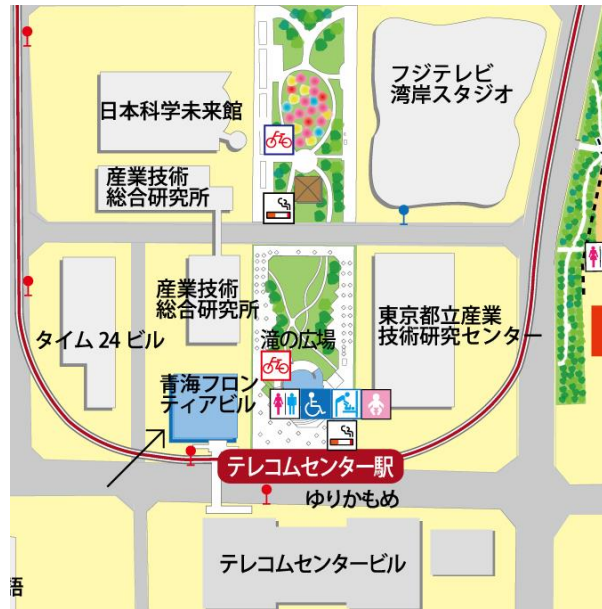 日本科学未来館
フジテレビ
湾岸スタジオ
産業技術
総合研究所
産業技術
総合研究所
タイム 24 ビル
滝の広場
東京都立産業
技術研究センター
青海フロン
ティアビル
テレコムセンター駅
ゆりかもめ
テレコムセンタービル
語